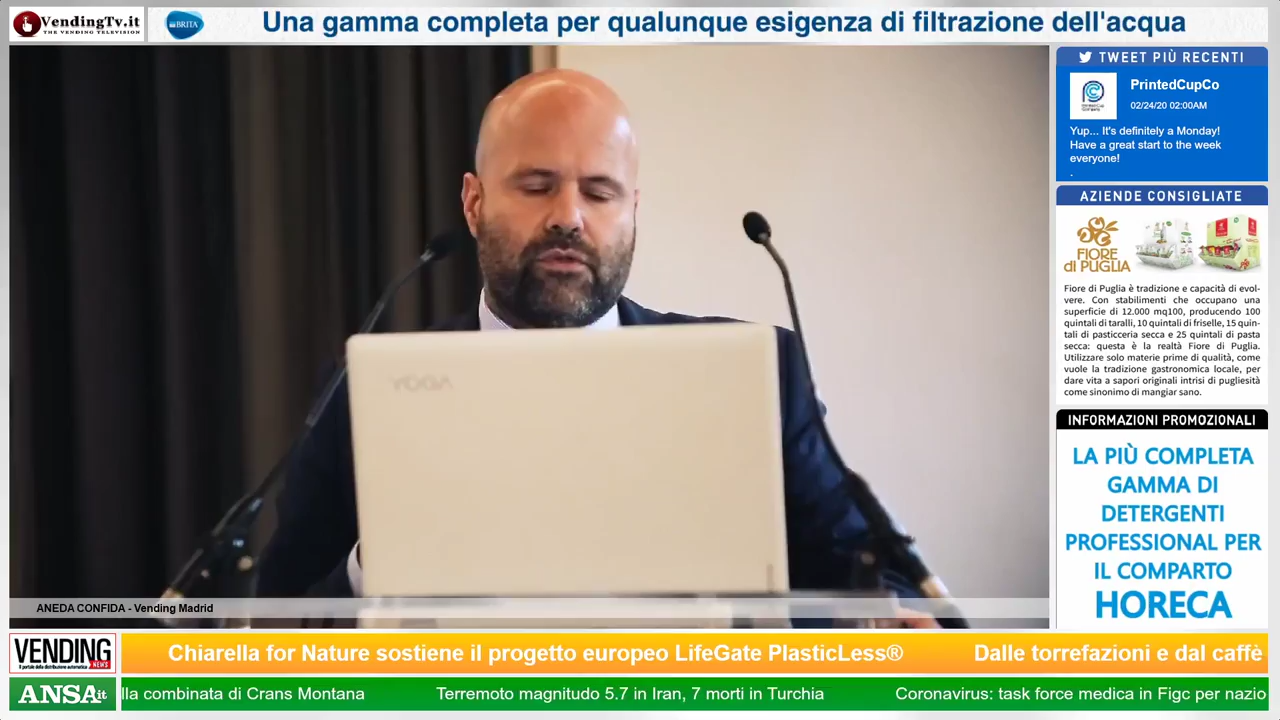 VendingTv.it
THE VENDING TELEVISION
BRITA
Una gamma completa per qualunque esigenza di filtrazione dell'acqua
TWEET PIÙ RECENTI
PrintedCupCo
02/24/20 02:00AM
Yup... It's definitely a Monday!
Have a great start to the week
everyone!
.
AZIENDE CONSIGLIATE
FIORE
di PUGLIA
Fiore di Puglia è tradizione e capacità di evol-
vere. Con stabilimenti che occupano una
superficie di 12.000 mq100, producendo 100
quintali di taralli, 10 quintali di friselle, 15 quin-
tali di pasticceria secca e 25 quintali di pasta
secca: questa è la realtà Fiore di Puglia.
Utilizzare solo materie prime di qualità, come
vuole la tradizione gastronomica locale, per
dare vita a sapori originali intrisi di pugliesità
come sinonimo di mangiar sano.
INFORMAZIONI PROMOZIONALI
LA PIÙ COMPLETA
GAMMA DI
DETERGENTI
PROFESSIONAL PER
IL COMPARTO
HORECA
YOGA
ANEDA CONFIDA - Vending Madrid
VENDING
il portale della distribuzione automatica NEWS
Chiarella for Nature sostiene il progetto europeo LifeGate PlasticLess® Dalle torrefazioni e dal caffè
ANSA.it
lla combinata di Crans Montana Terremoto magnitudo 5.7 in Iran, 7 morti in Turchia Coronavirus: task force medica in Figc per nazio